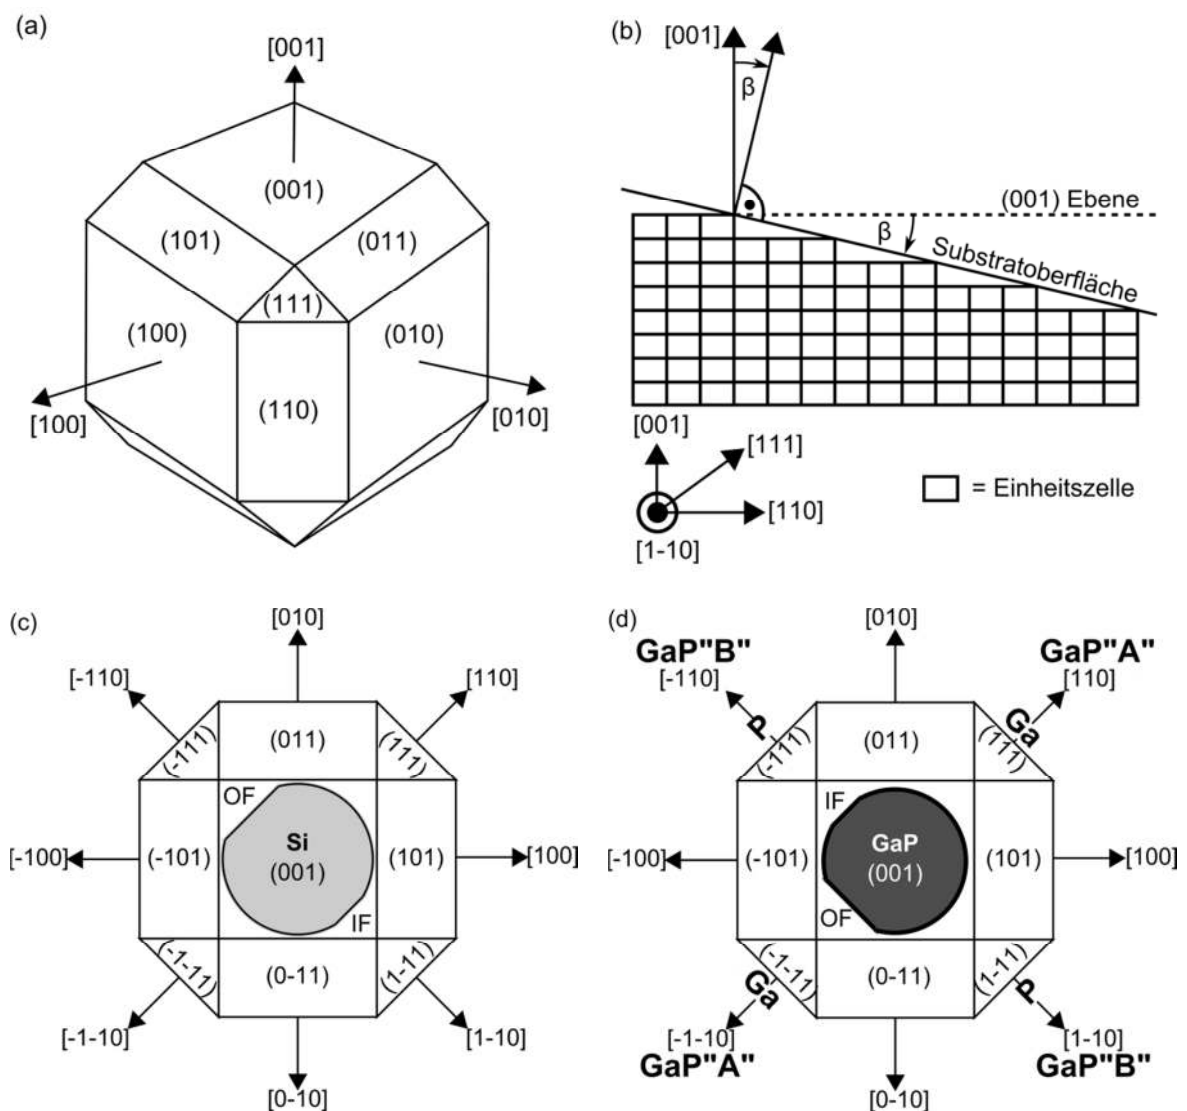 (a)
[001]
(001)
(101)
(011)
(111)
(100)
(010)
(110)
[100]
[010]
(b)
[001]
β
(001) Ebene
β
Substratoberfläche
[001]
[111]
[110]
[1-10]
= Einheitszelle
(c)
[010]
[-110]
[110]
(-111)
(011)
(111)
OF
[-100]
(-101)
Si
(001)
(101)
[100]
IF
(-1-11)
(0-11)
(1-11)
[-1-10]
[1-10]
[0-10]
(d)
[010]
GaP"B"
GaP"A"
[-110]
[110]
P
Ga
(-111)
(011)
(111)
IF
[-100]
(-101)
GaP
(001)
(101)
[100]
OF
(-1-11)
(0-11)
(1-11)
Ga
P
[-1-10]
[1-10]
GaP"A"
GaP"B"
[0-10]